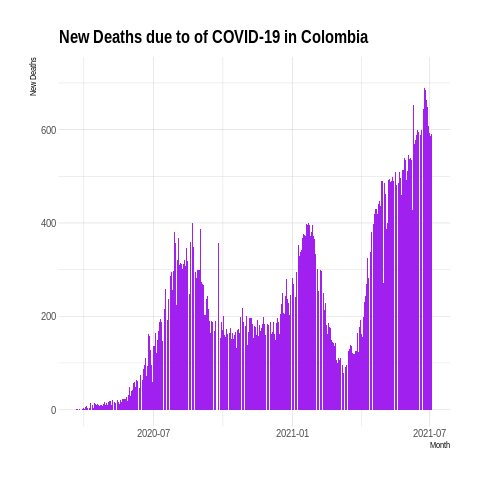 New Deaths due to of COVID-19 in Colombia
New Deaths
600
400
200
0
2020-07
2021-01
2021-07
Month